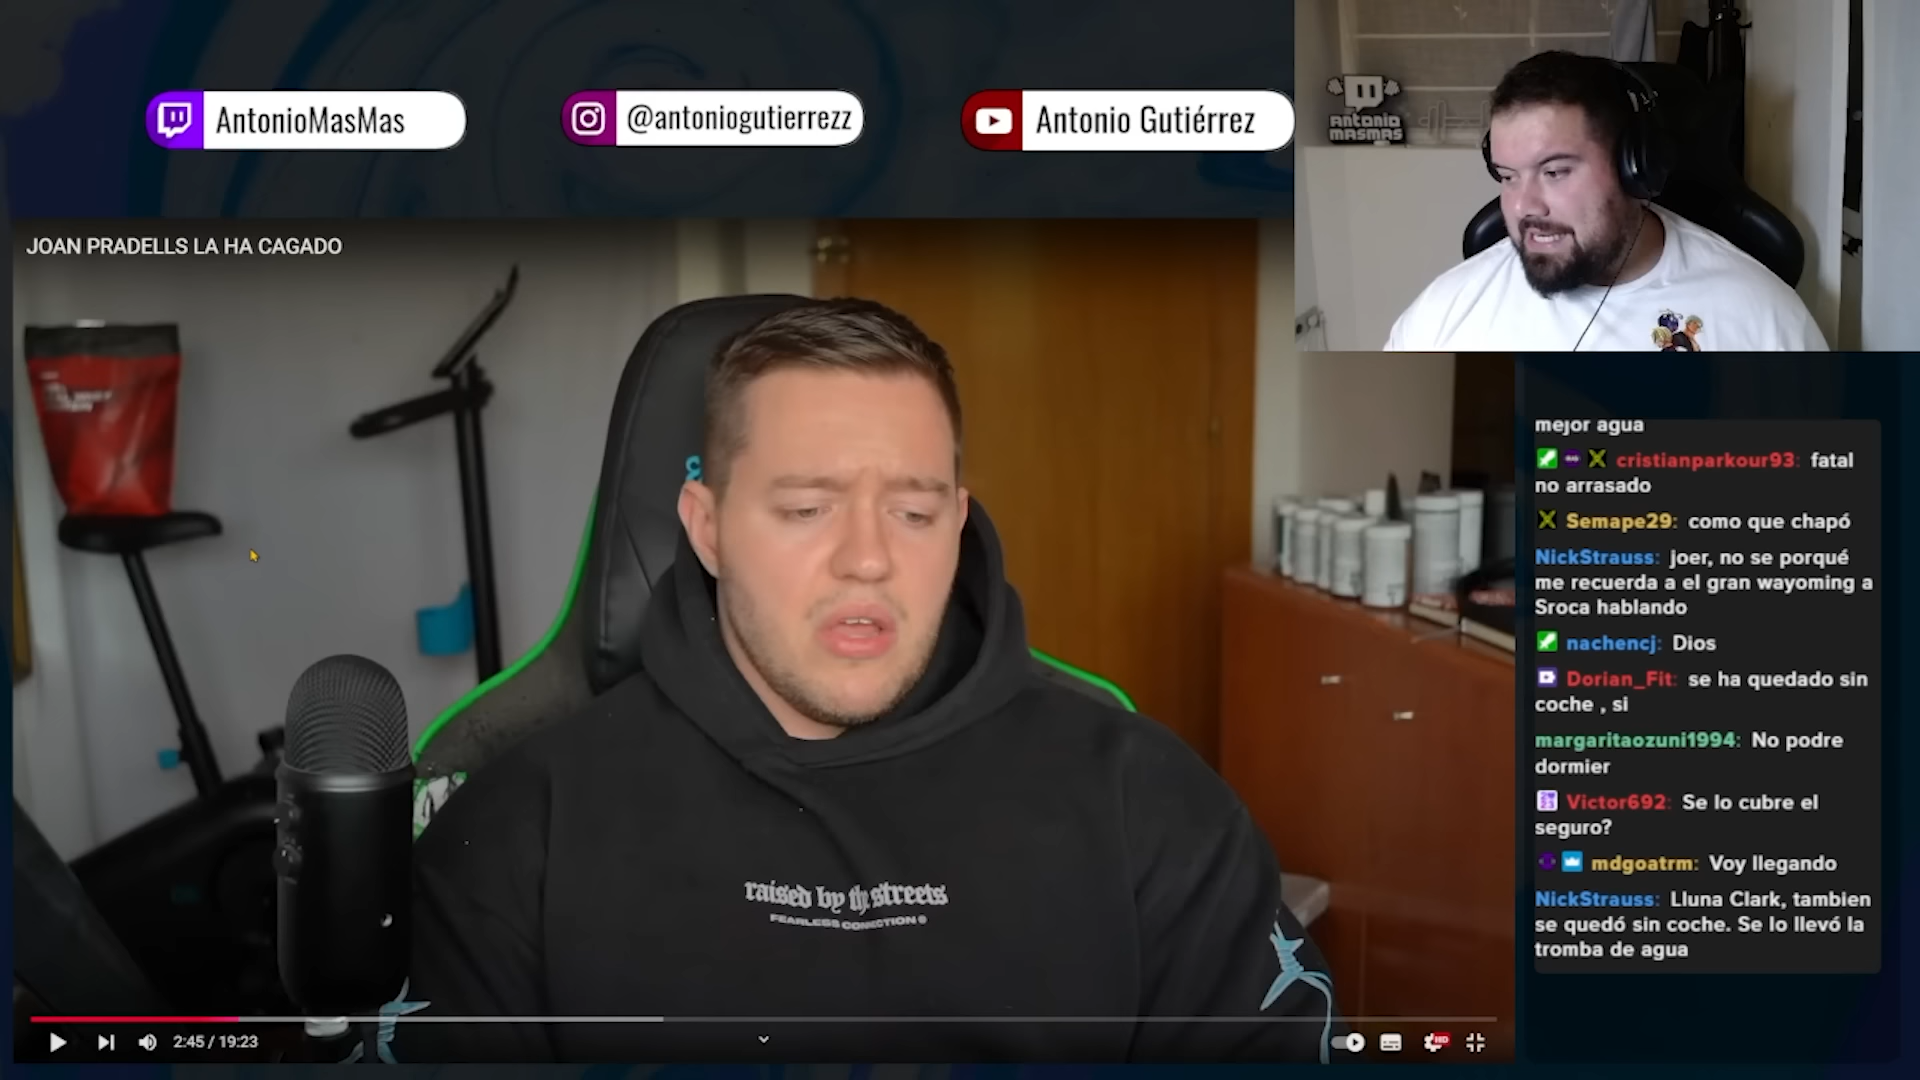 AntonioMasMas
@antoniogutierrezz
Antonio Gutiérrez
antonio
masmas
JOAN PRADELLS LA HA CAGADO
raised by the streets
FEARLESS CONECTION
mejor agua
cristianparkour93: fatal
no arrasado
Semape29: como que chapó
NickStrauss: joer, no se porqué
me recuerda a el gran wayoming a
Sroca hablando
nachencj: Dios
Dorian_Fit: se ha quedado sin
coche , si
margaritaozuni1994: No podre
dormier
Victor692: Se lo cubre el
seguro?
mdgoatrm: Voy llegando
NickStrauss: Lluna Clark, tambien
se quedó sin coche. Se lo llevó la
tromba de agua
2:45 / 19:23
HD